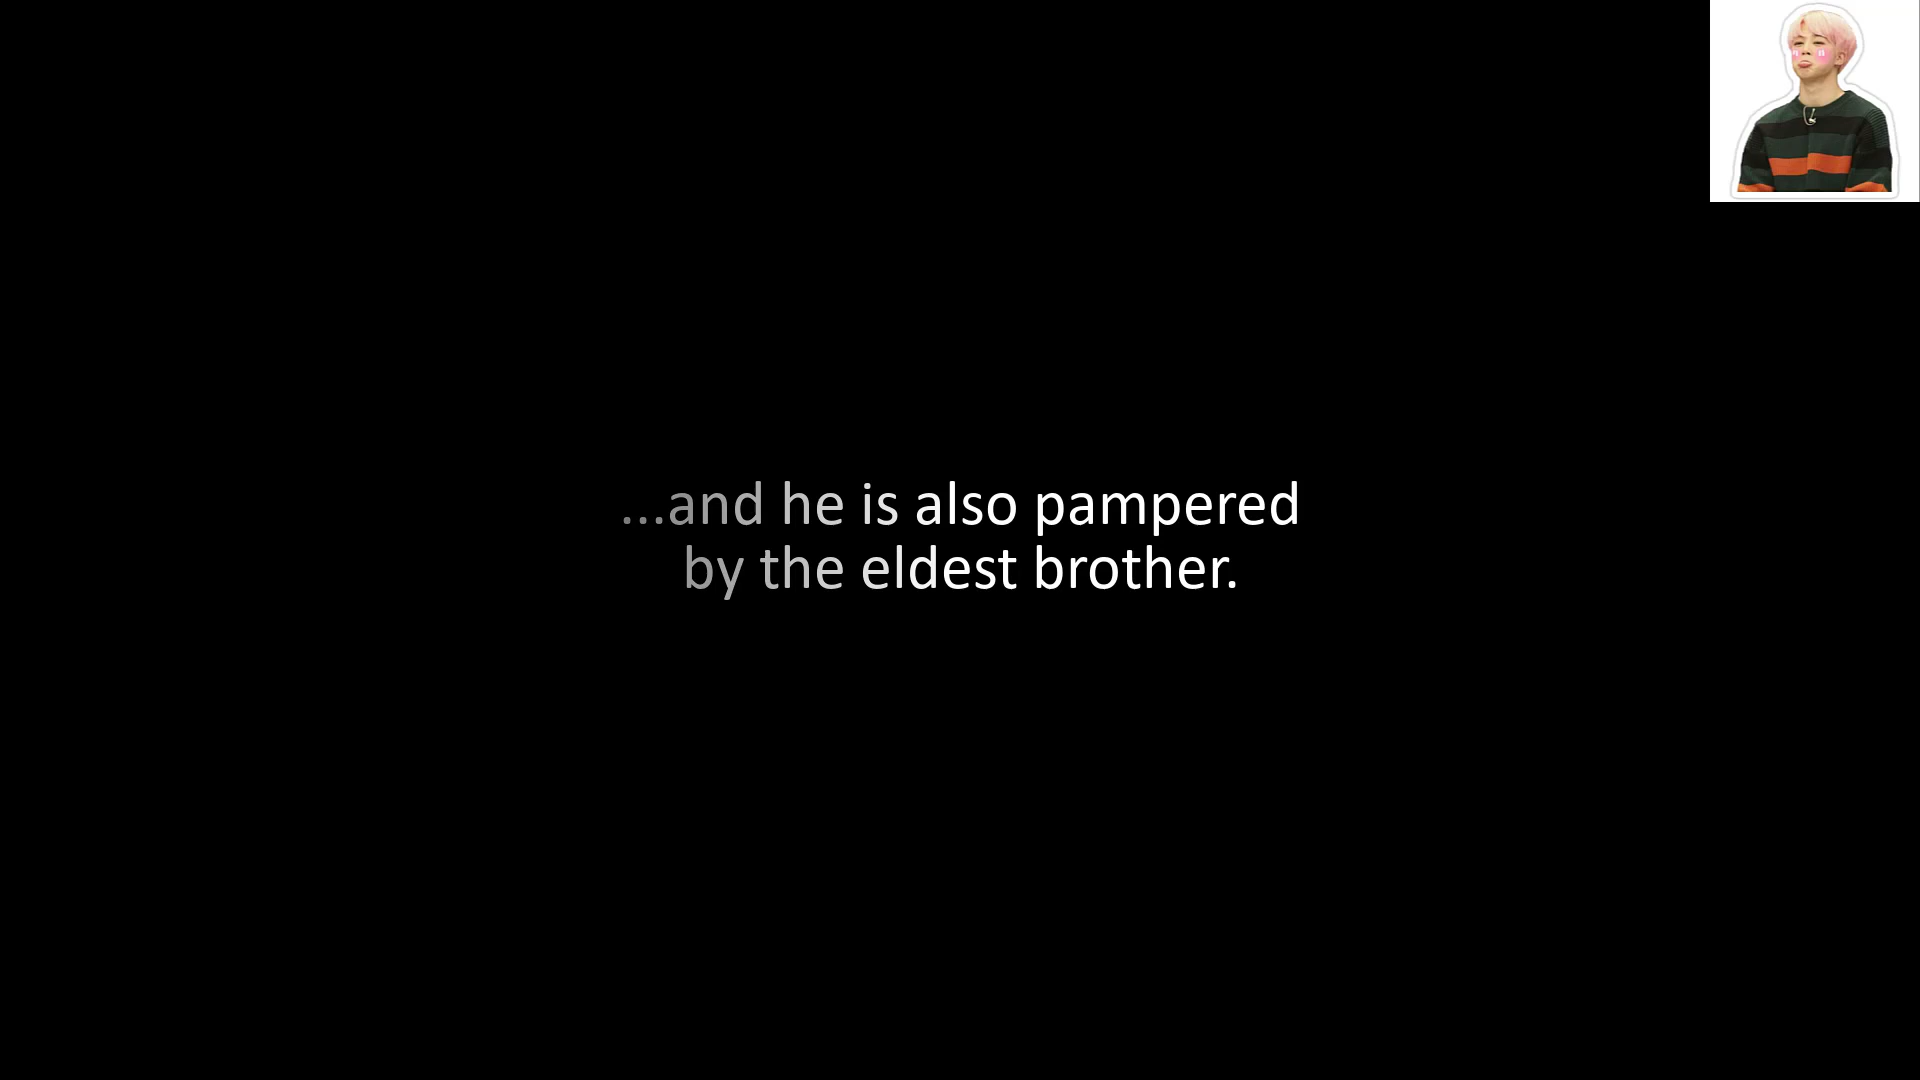 ...and he is also pampered
by the eldest brother.